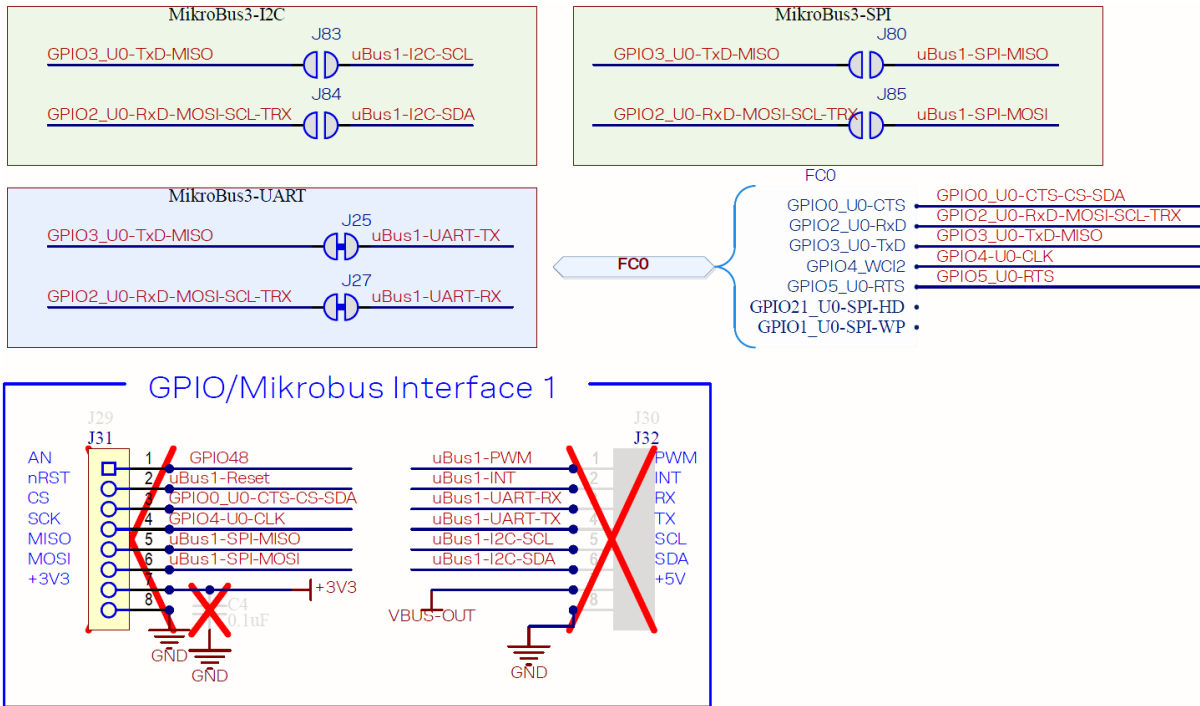 MikroBus3-I2C
J83
GPIO3_U0-TxD-MISO uBus1-I2C-SCL
J84
GPIO2_U0-RxD-MOSI-SCL-TRX uBus1-I2C-SDA
MikroBus3-SPI
J80
GPIO3_U0-TxD-MISO uBus1-SPI-MISO
J85
GPIO2_U0-RxD-MOSI-SCL-TRX uBus1-SPI-MOSI
MikroBus3-UART
J25
GPIO3_U0-TxD-MISO uBus1-UART-TX
J27
GPIO2_U0-RxD-MOSI-SCL-TRX uBus1-UART-RX
FC0
FC0
GPIO0_U0-CTS GPIO0_U0-CTS-CS-SDA
GPIO2_U0-RxD GPIO2_U0-RxD-MOSI-SCL-TRX
GPIO3_U0-TxD GPIO3_U0-TxD-MISO
GPIO4_WCI2 GPIO4-U0-CLK
GPIO5_U0-RTS GPIO5_U0-RTS
GPIO21_U0-SPI-HD
GPIO1_U0-SPI-WP
GPIO/Mikrobus Interface 1
J29
J31
AN 1 GPIO48
nRST 2 uBus1-Reset
CS 3 GPIO0_U0-CTS-CS-SDA
SCK 4 GPIO4-U0-CLK
MISO 5 uBus1-SPI-MISO
MOSI 6 uBus1-SPI-MOSI
+3V3 7 +3V3
8
C4
0.1uF
GND
GND
J30
J32
uBus1-PWM 1 PWM
uBus1-INT 2 INT
uBus1-UART-RX RX
uBus1-UART-TX 4 TX
uBus1-I2C-SCL 5 SCL
uBus1-I2C-SDA 6 SDA
+5V
VBUS-OUT 8
GND